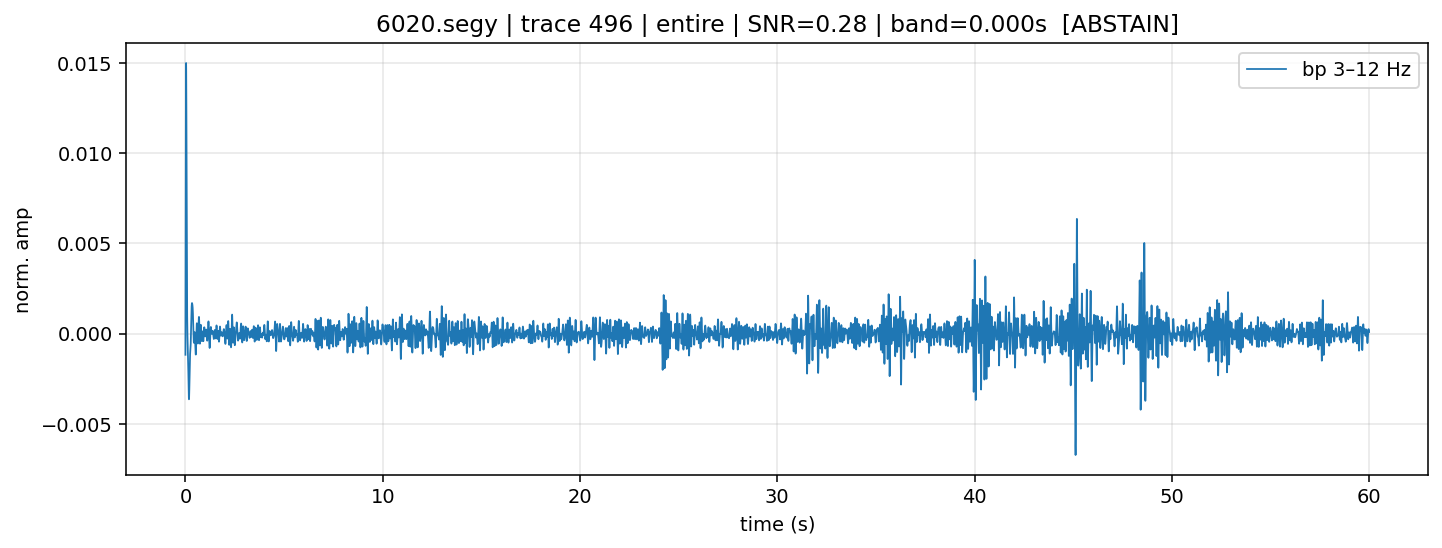 6020.segy | trace 496 | entire | SNR=0.28 | band=0.000s  [ABSTAIN]
bp 3–12 Hz
norm. amp
0.015
0.010
0.005
0.000
−0.005
0 10 20 30 40 50 60
time (s)